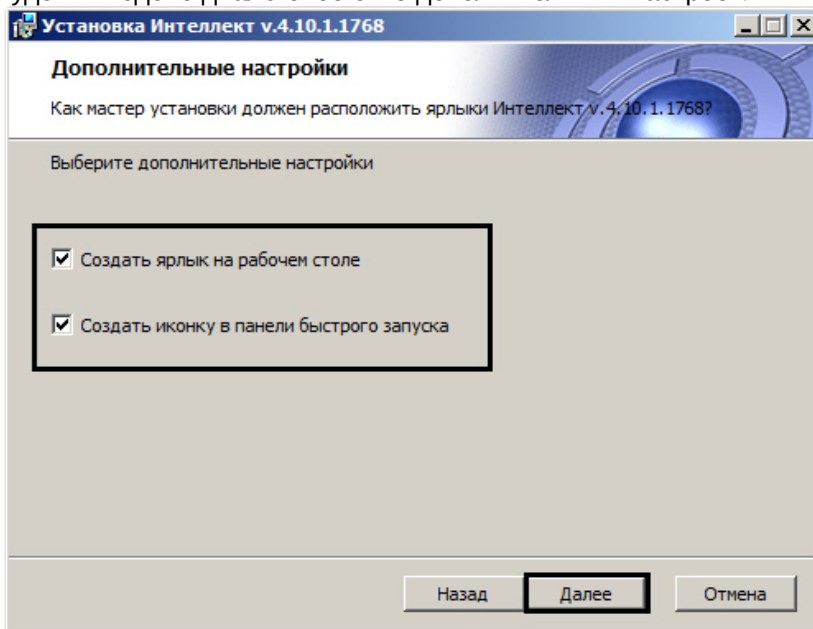 Установка Интеллект v.4.10.1.1768
Дополнительные настройки
Как мастер установки должен расположить ярлыки Интеллект v.4.10.1.1768?
Выберите дополнительные настройки
Создать ярлык на рабочем столе
Создать иконку в панели быстрого запуска
Назад Далее Отмена